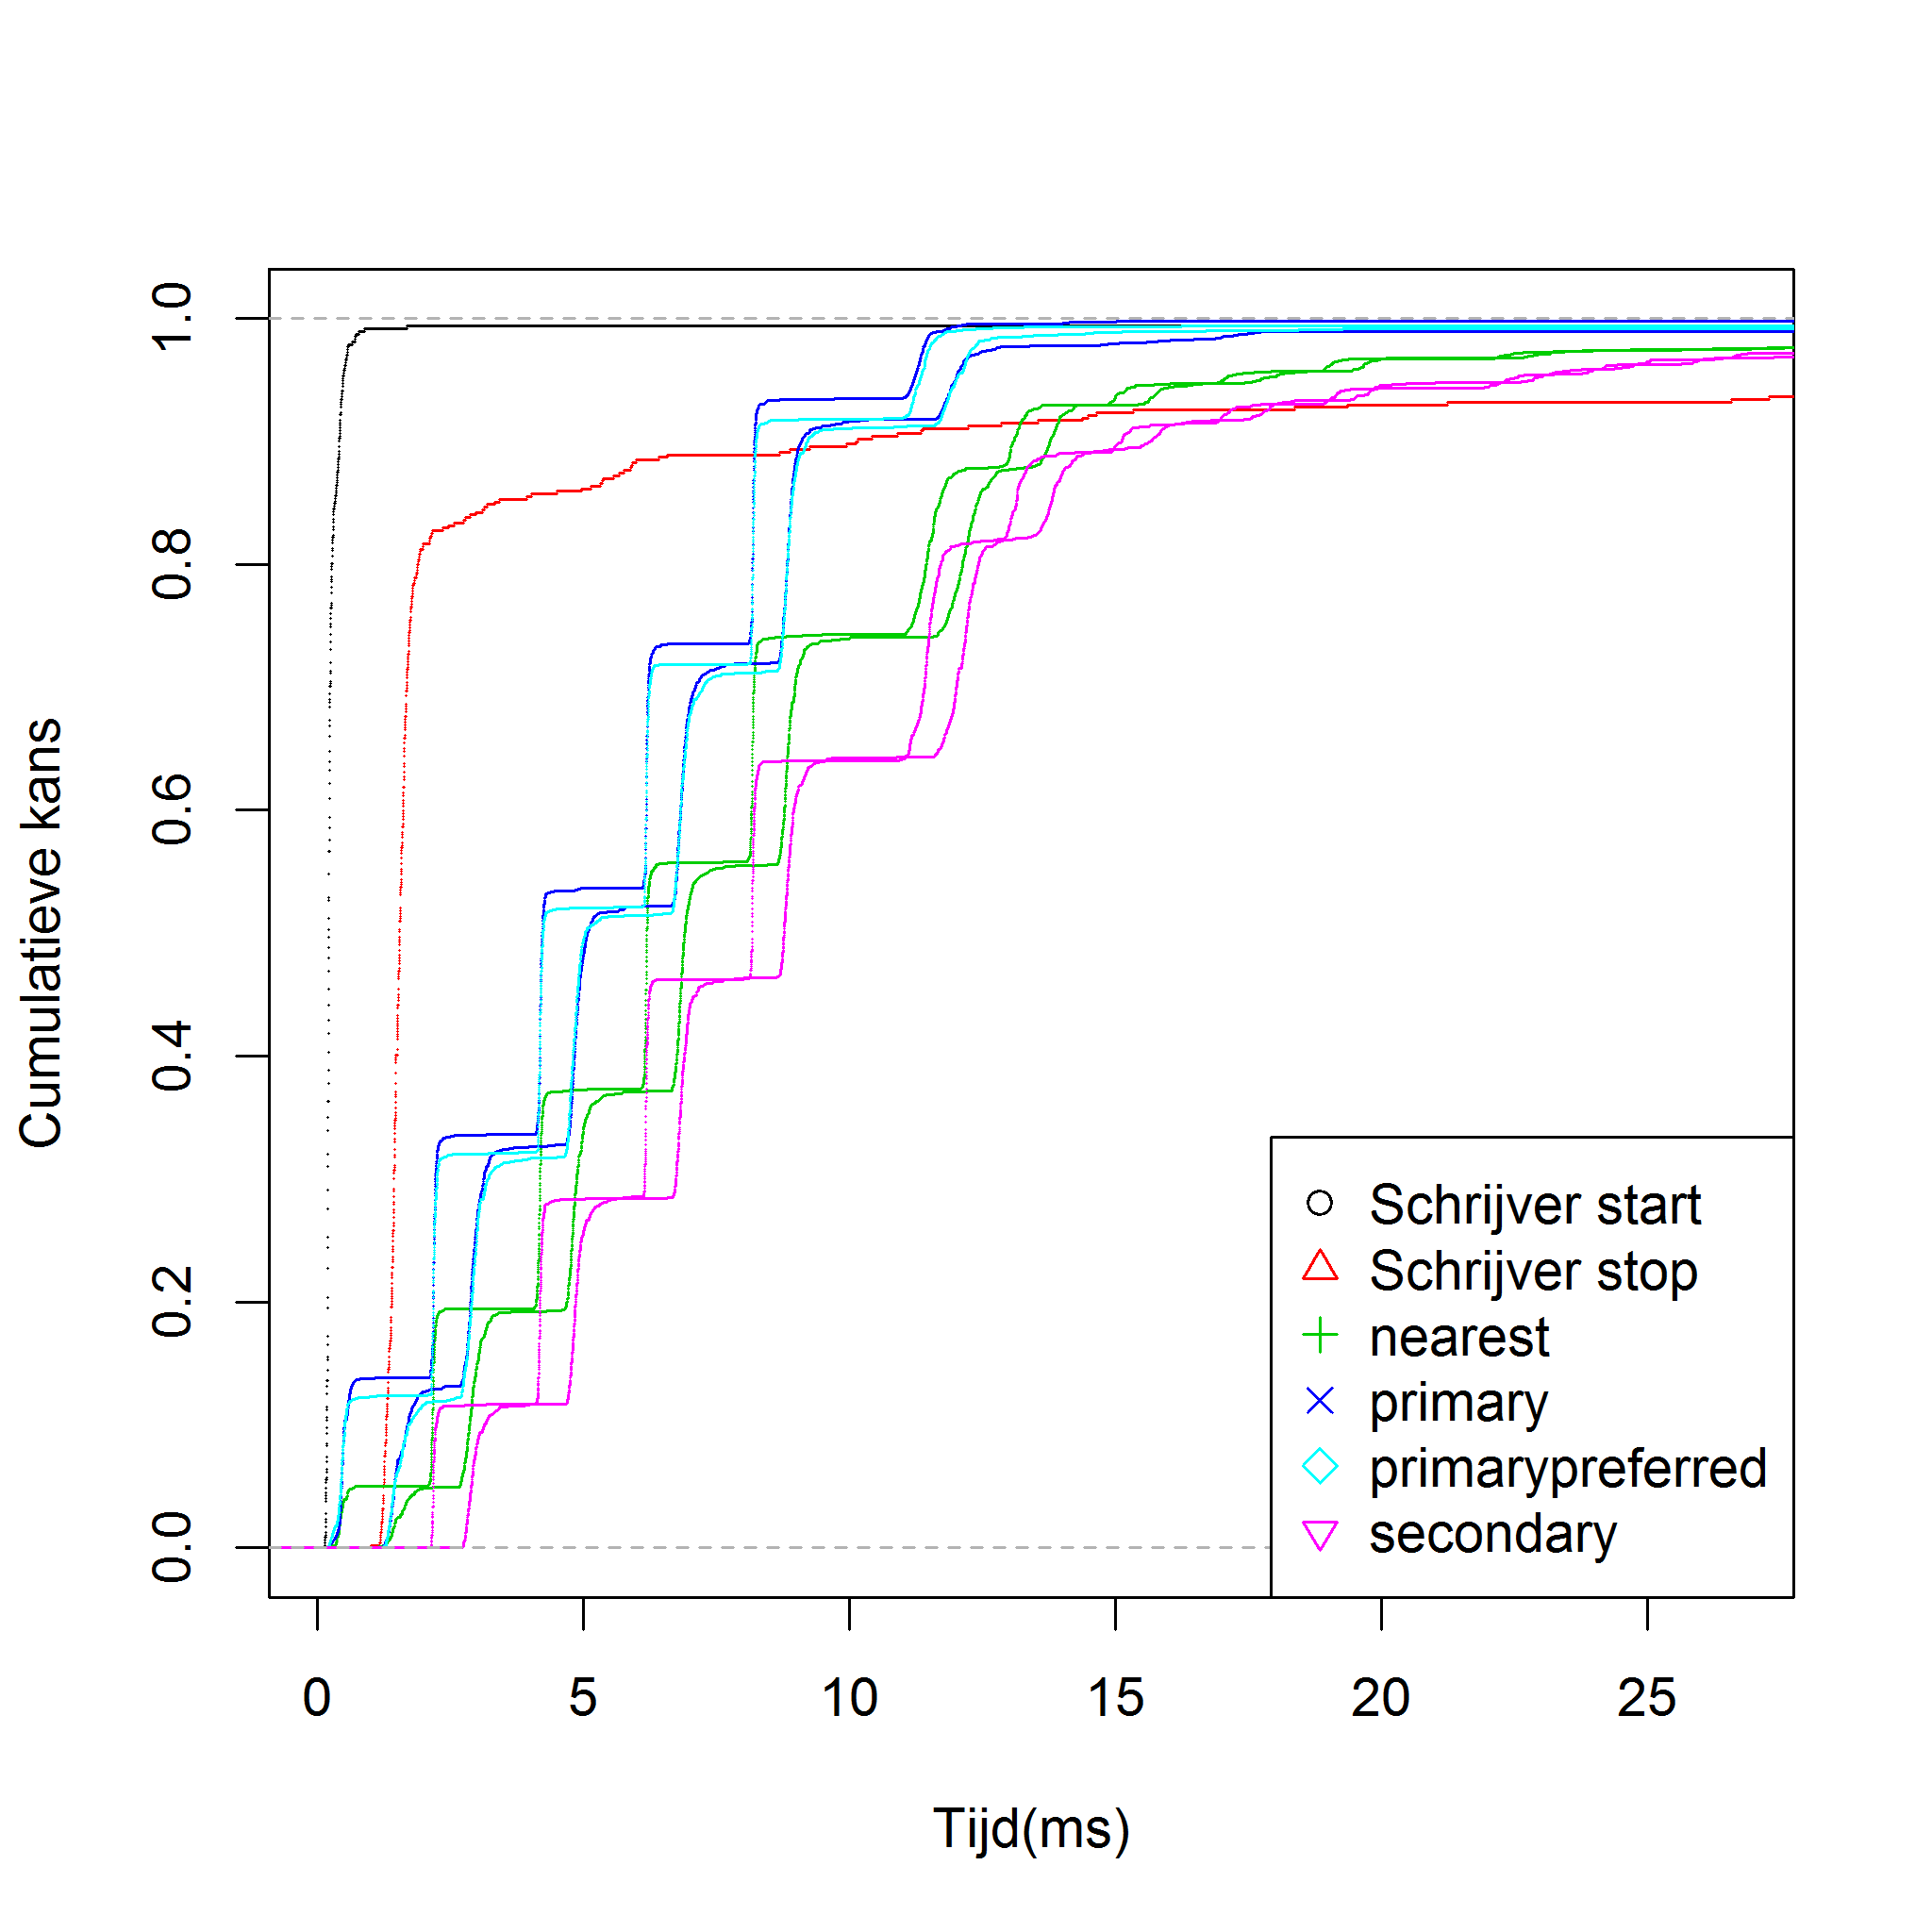 Cumulatieve kans
1.0
0.8
0.6
0.4
0.2
0.0
Schrijver start
Schrijver stop
nearest
primary
primarypreferred
secondary
0 5 10 15 20 25
Tijd(ms)